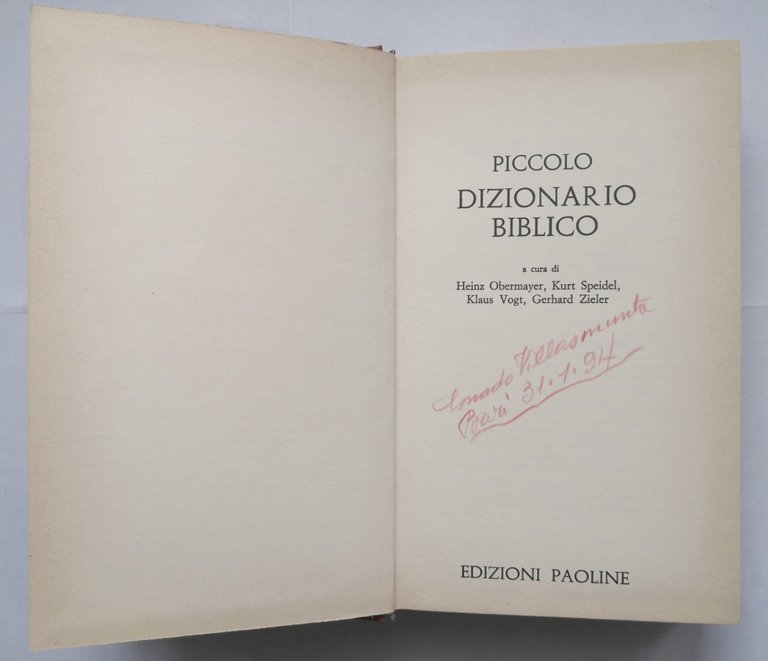 PICCOLO
DIZIONARIO
BIBLICO
a cura di
Heinz Obermayer, Kurt Speidel,
Klaus Vogt, Gerhard Zieler
Bari 31.1.94
EDIZIONI PAOLINE